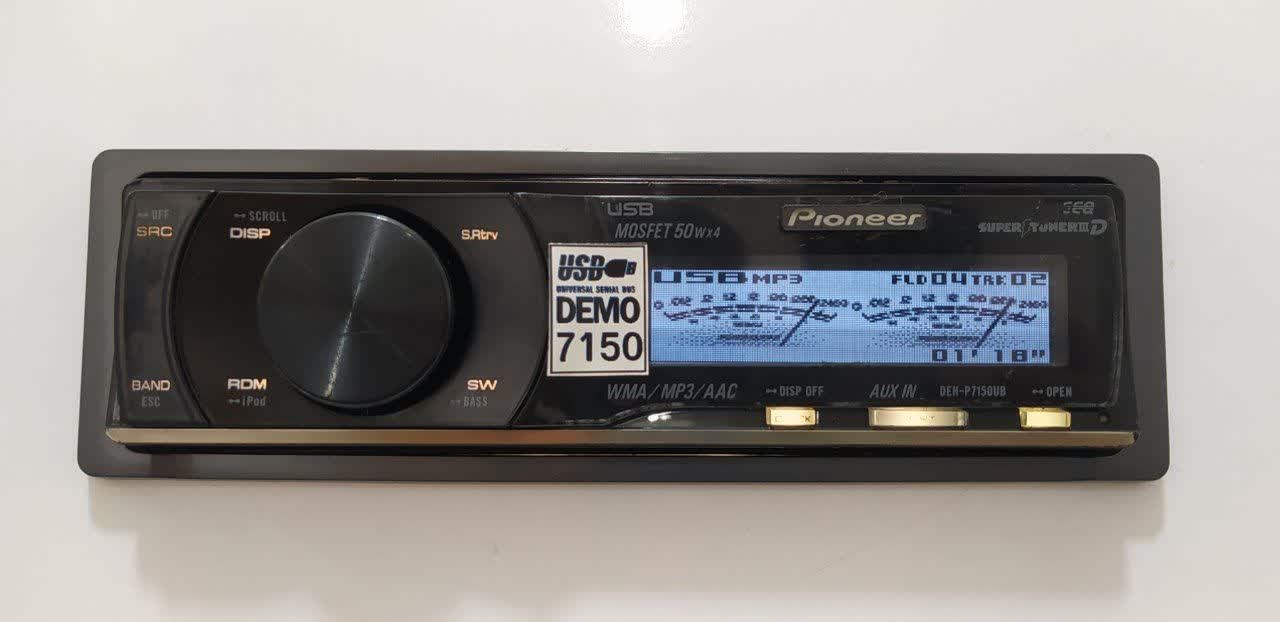 OFF
SRC
SCROLL
DISP
S.Rtrv
BAND
ESC
RDM
iPod
SW
BASS
USB
MOSFET 50Wx4
USB
UNIVERSAL SERIAL BUS
DEMO
7150
Pioneer
SUPER TUNER III D
USB MP3 FLD 04 TRK 02
01' 18"
WMA/MP3/AAC
DISP OFF
AUX IN
DEH-P7150UB
OPEN